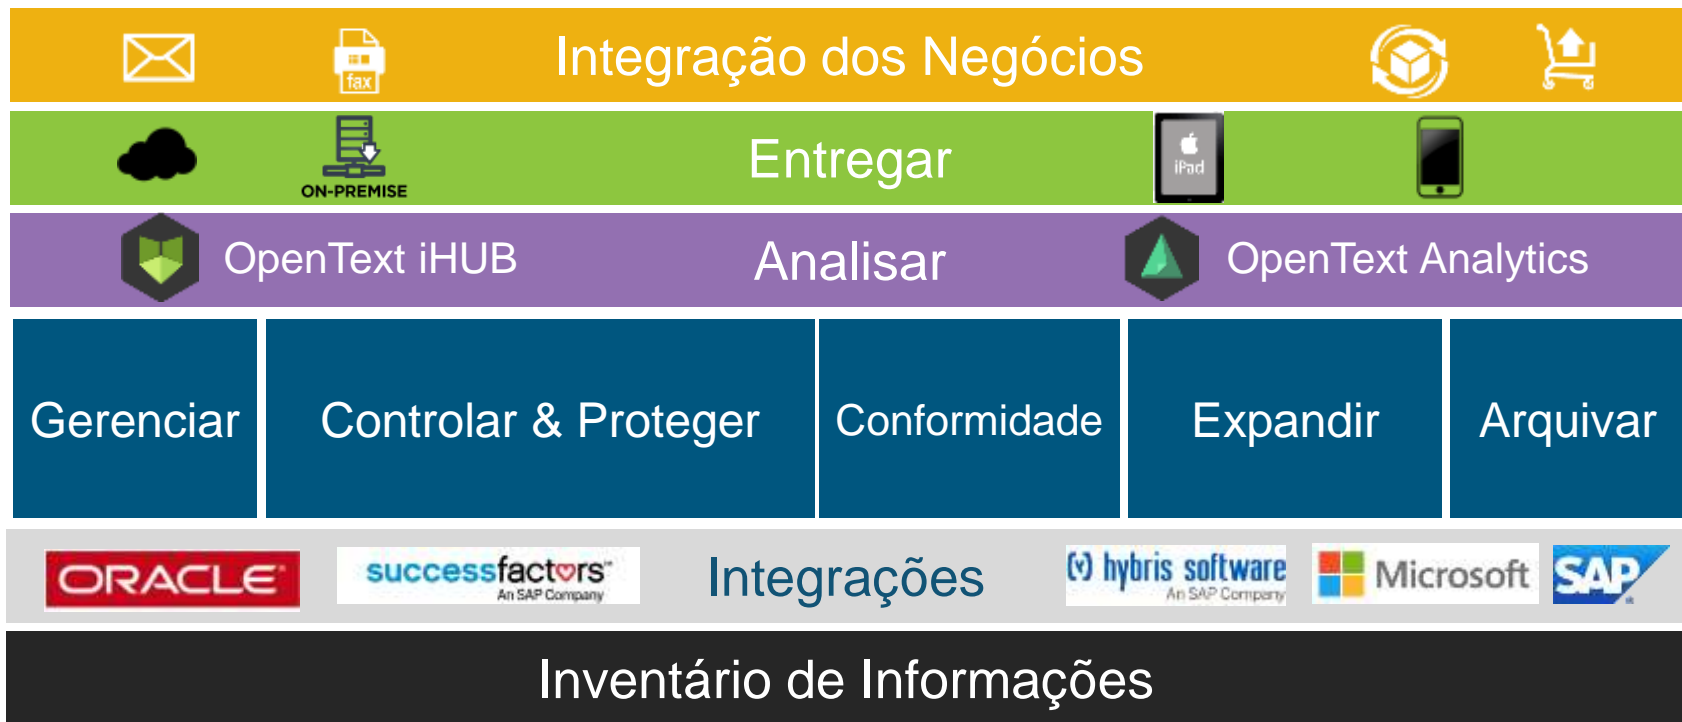 fax
Integração dos Negócios
ON-PREMISE
Entregar
iPad
OpenText iHUB
Analisar
OpenText Analytics
Gerenciar
Controlar & Proteger
Conformidade
Expandir
Arquivar
ORACLE
successfactors™
An SAP Company
Integrações
(v) hybris software
An SAP Company
Microsoft
SAP
Inventário de Informações